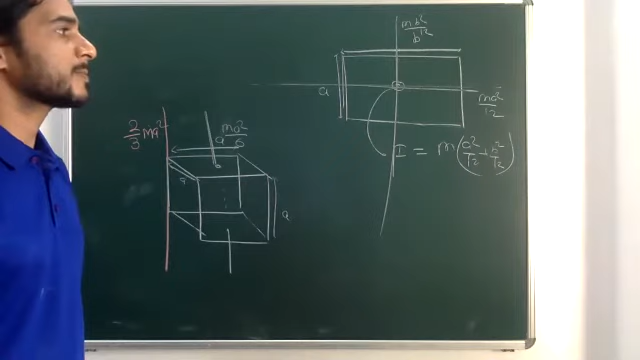 mb²/12
b
a
ma²/12
I = m(a²/12 + b²/12)
2/3 ma²
a
ma²/6
a
a